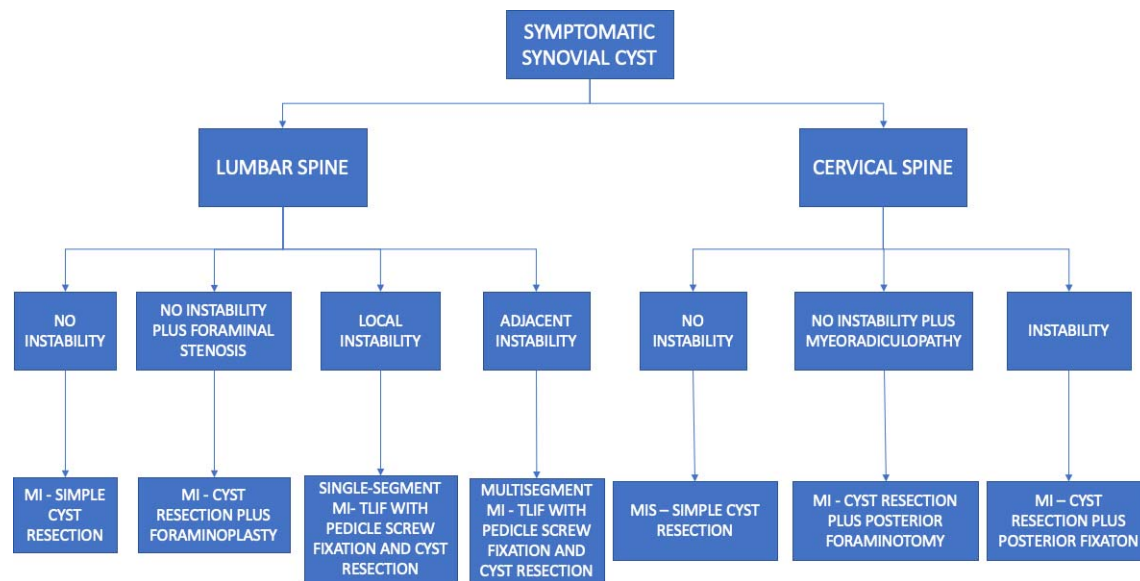 SYMPTOMATIC
SYNOVIAL CYST
LUMBAR SPINE
CERVICAL SPINE
NO
INSTABILITY
NO INSTABILITY
PLUS FORAMINAL
STENOSIS
LOCAL
INSTABILITY
ADJACENT
INSTABILITY
NO
INSTABILITY
NO INSTABILITY PLUS
MYEORADICULOPATHY
INSTABILITY
MI - SIMPLE
CYST
RESECTION
MI - CYST
RESECTION PLUS
FORAMINOPLASTY
SINGLE-SEGMENT
MI- TLIF WITH
PEDICLE SCREW
FIXATION AND CYST
RESECTION
MULTISEGMENT
MI - TLIF WITH
PEDICLE SCREW
FIXATION AND
CYST RESECTION
MIS – SIMPLE CYST
RESECTION
MI - CYST RESECTION
PLUS POSTERIOR
FORAMINOTOMY
MI – CYST
RESECTION PLUS
POSTERIOR FIXATON